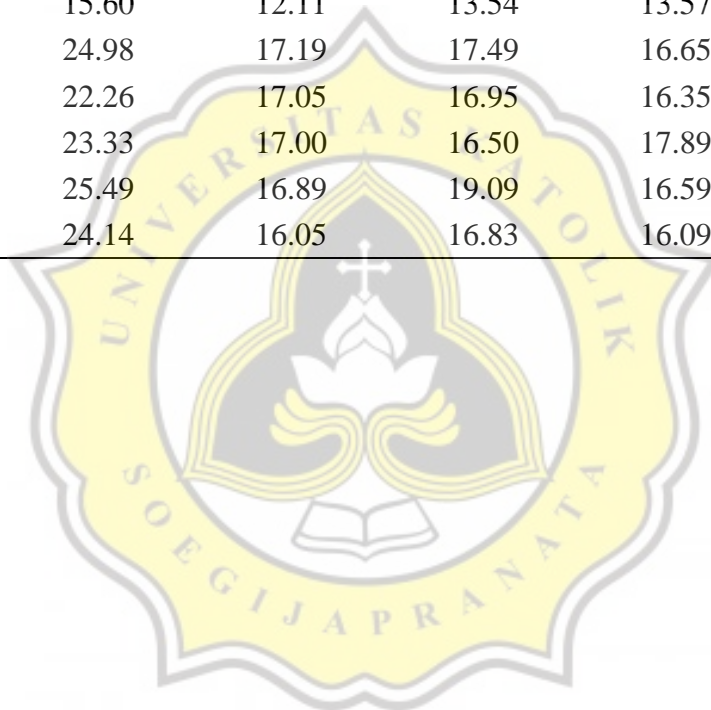 15.60 12.11 13.54 13.57
24.98 17.19 17.49 16.65
22.26 17.05 16.95 16.35
23.33 17.00 16.50 17.89
25.49 16.89 19.09 16.59
24.14 16.05 16.83 16.09
UNIVERSITAS KATOLIK
SOEGIJAPRANATA